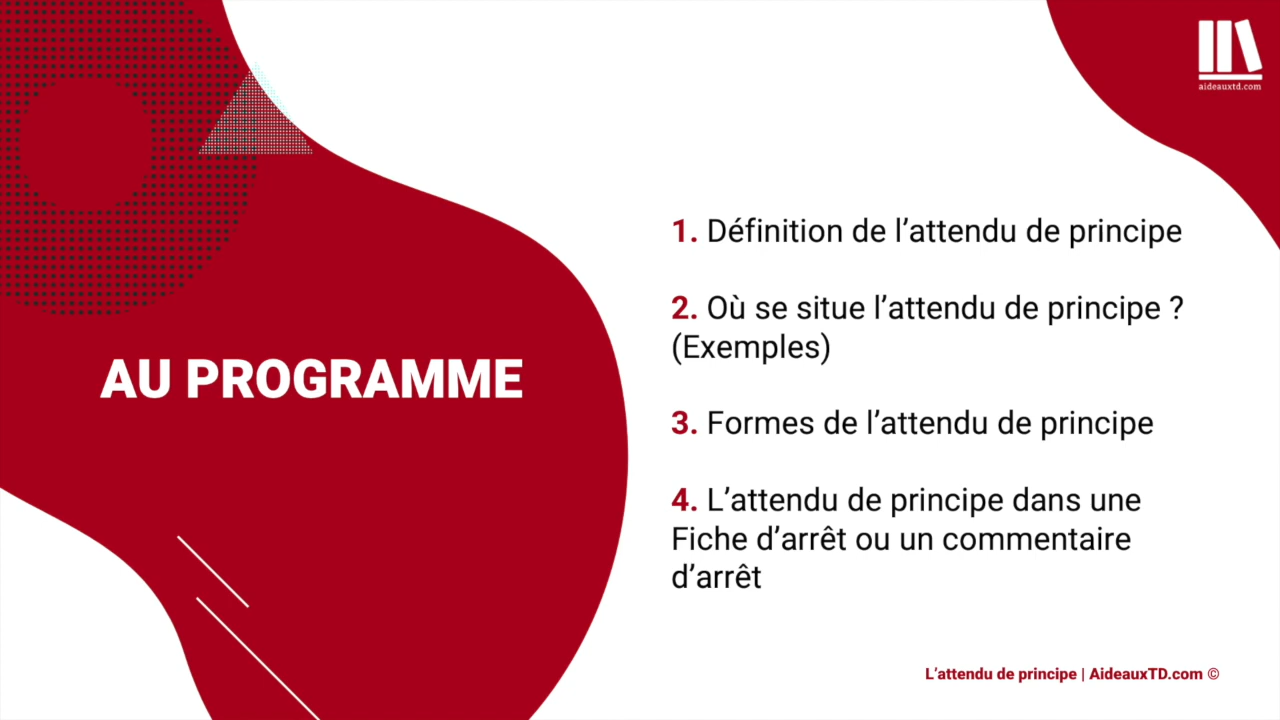 aideauxtd.com
AU PROGRAMME
1. Définition de l’attendu de principe
2. Où se situe l’attendu de principe ?
(Exemples)
3. Formes de l’attendu de principe
4. L’attendu de principe dans une
Fiche d’arrêt ou un commentaire
d’arrêt
L’attendu de principe | AideauxTD.com ©